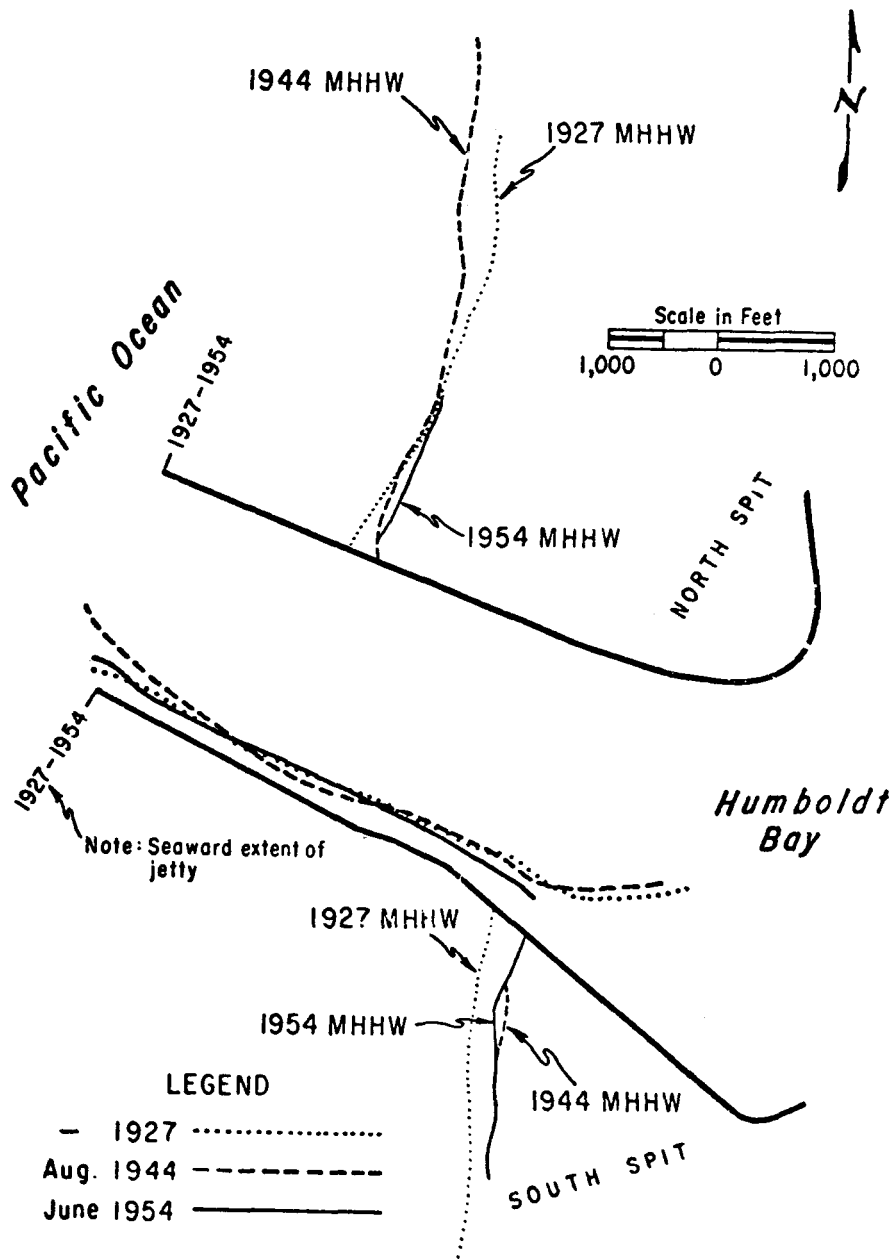 1944 MHHW
1927 MHHW
N
Pacific Ocean
Scale in Feet
1,000 0 1,000
1927-1954
1954 MHHW
NORTH SPIT
1927-1954
Note: Seaward extent of
jetty
Humboldt
Bay
1927 MHHW
1954 MHHW
1944 MHHW
SOUTH SPIT
LEGEND
– 1927
Aug. 1944
June 1954